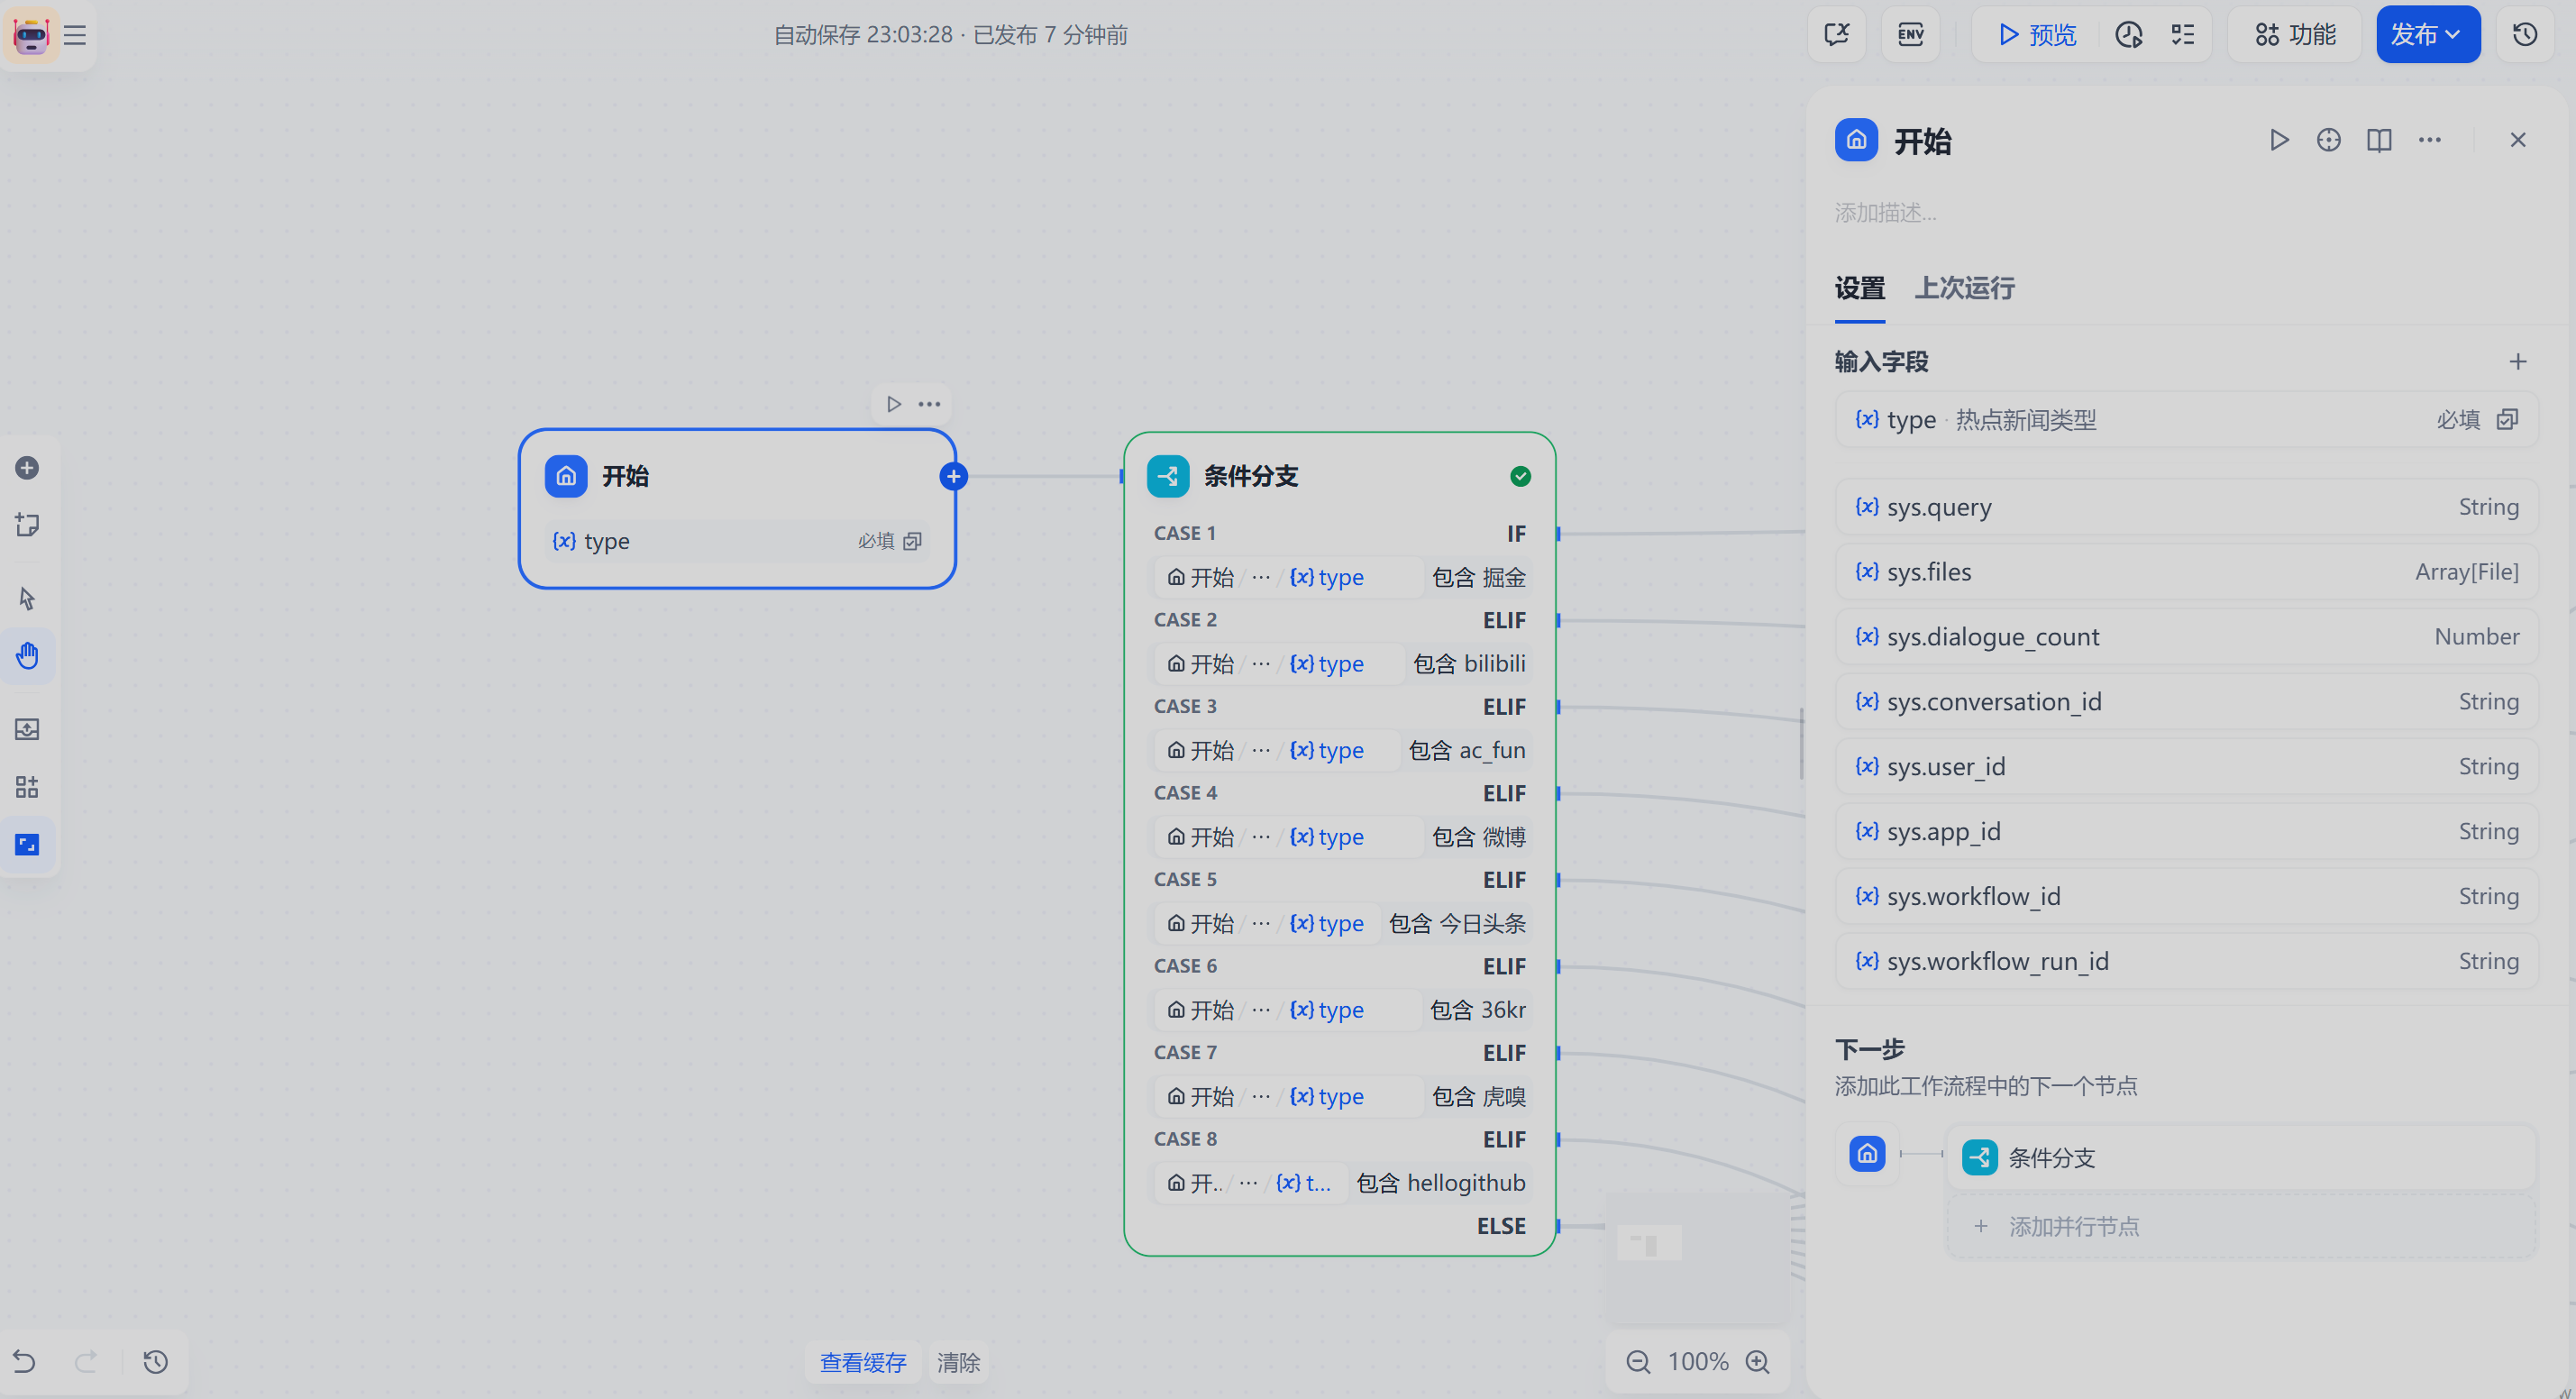 自动保存 23:03:28 · 已发布 7 分钟前
ENV
预览
功能
发布
开始
type
必填
条件分支
CASE 1
IF
开始 / ··· / {x} type 包含 掘金
CASE 2
ELIF
开始 / ··· / {x} type 包含 bilibili
CASE 3
ELIF
开始 / ··· / {x} type 包含 ac_fun
CASE 4
ELIF
开始 / ··· / {x} type 包含 微博
CASE 5
ELIF
开始 / ··· / {x} type 包含 今日头条
CASE 6
ELIF
开始 / ··· / {x} type 包含 36kr
CASE 7
ELIF
开始 / ··· / {x} type 包含 虎嗅
CASE 8
ELIF
开.. / ··· / {x} t... 包含 hellogithub
ELSE
查看缓存
清除
100%
开始
添加描述...
设置
上次运行
输入字段
{x} type · 热点新闻类型 必填
{x} sys.query String
{x} sys.files Array[File]
{x} sys.dialogue_count Number
{x} sys.conversation_id String
{x} sys.user_id String
{x} sys.app_id String
{x} sys.workflow_id String
{x} sys.workflow_run_id String
下一步
添加此工作流程中的下一个节点
条件分支
+ 添加并行节点